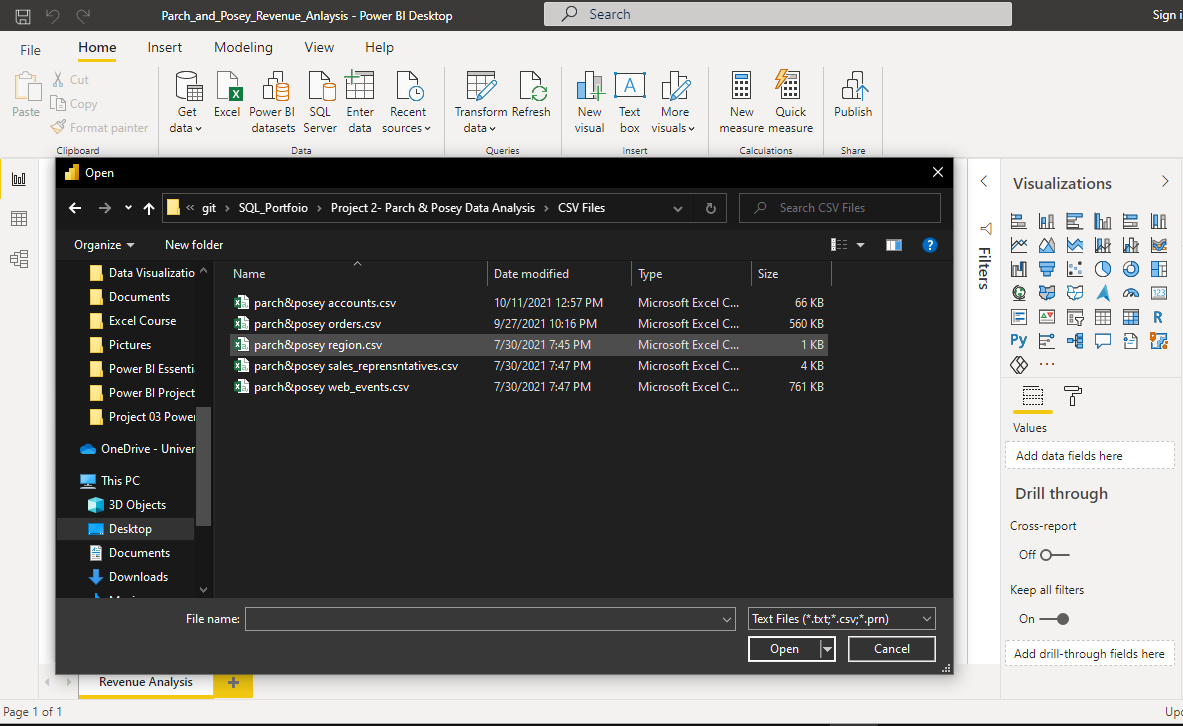 Parch_and_Posey_Revenue_Anlaysis - Power BI Desktop
Search
Sign i
File
Home
Insert
Modeling
View
Help
Paste
Cut
Copy
Format painter
Clipboard
Get data
Excel
Power BI datasets
SQL Server
Enter data
Recent sources
Data
Transform data
Refresh
Queries
New visual
Text box
More visuals
Insert
New measure
Quick measure
Calculations
Publish
Share
Open
« git > SQL_Portfoio > Project 2- Parch & Posey Data Analysis > CSV Files
Search CSV Files
Organize
New folder
Data Visualizatio
Documents
Excel Course
Pictures
Power BI Essenti
Power BI Project
Project 03 Power
OneDrive - Univer
This PC
3D Objects
Desktop
Documents
Downloads
Name Date modified Type Size
parch&posey accounts.csv 10/11/2021 12:57 PM Microsoft Excel C... 66 KB
parch&posey orders.csv 9/27/2021 10:16 PM Microsoft Excel C... 560 KB
parch&posey region.csv 7/30/2021 7:45 PM Microsoft Excel C... 1 KB
parch&posey sales_reprensntatives.csv 7/30/2021 7:47 PM Microsoft Excel C... 4 KB
parch&posey web_events.csv 7/30/2021 7:47 PM Microsoft Excel C... 761 KB
File name:
Text Files (*.txt;*.csv;*.prn)
Open
Cancel
Filters
Visualizations
123
R
Py
...
Values
Add data fields here
Drill through
Cross-report
Off
Keep all filters
On
Add drill-through fields here
Revenue Analysis
+
Page 1 of 1
Upd